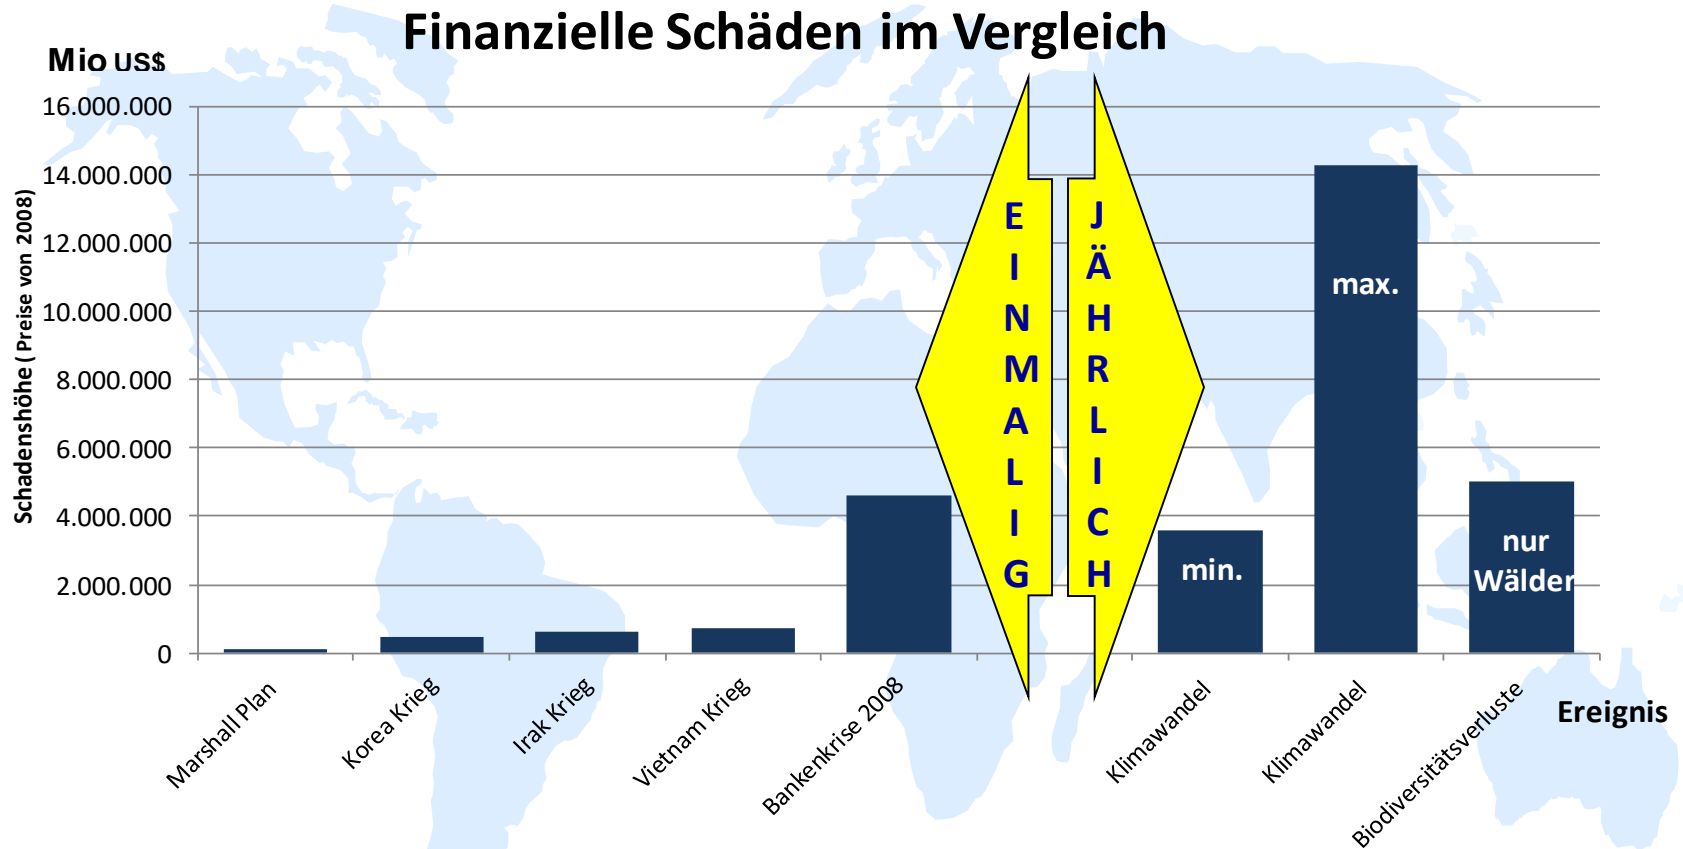 Finanzielle Schäden im Vergleich
Mio US$
Schadenshöhe ( Preise von 2008)
16.000.000
14.000.000
12.000.000
10.000.000
8.000.000
6.000.000
4.000.000
2.000.000
0
EINMALIG
JÄHRLICH
min.
max.
nur
Wälder
Marshall Plan
Korea Krieg
Irak Krieg
Vietnam Krieg
Bankenkrise 2008
Klimawandel
Klimawandel
Biodiversitätsverluste
Ereignis